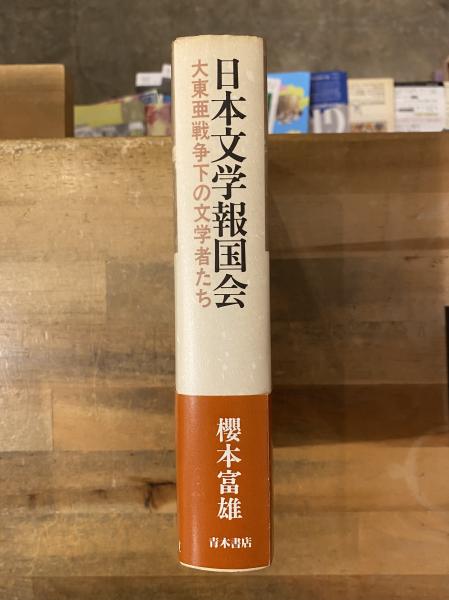 日本文学報国会
大東亜戦争下の文学者たち
櫻本富雄
青木書店